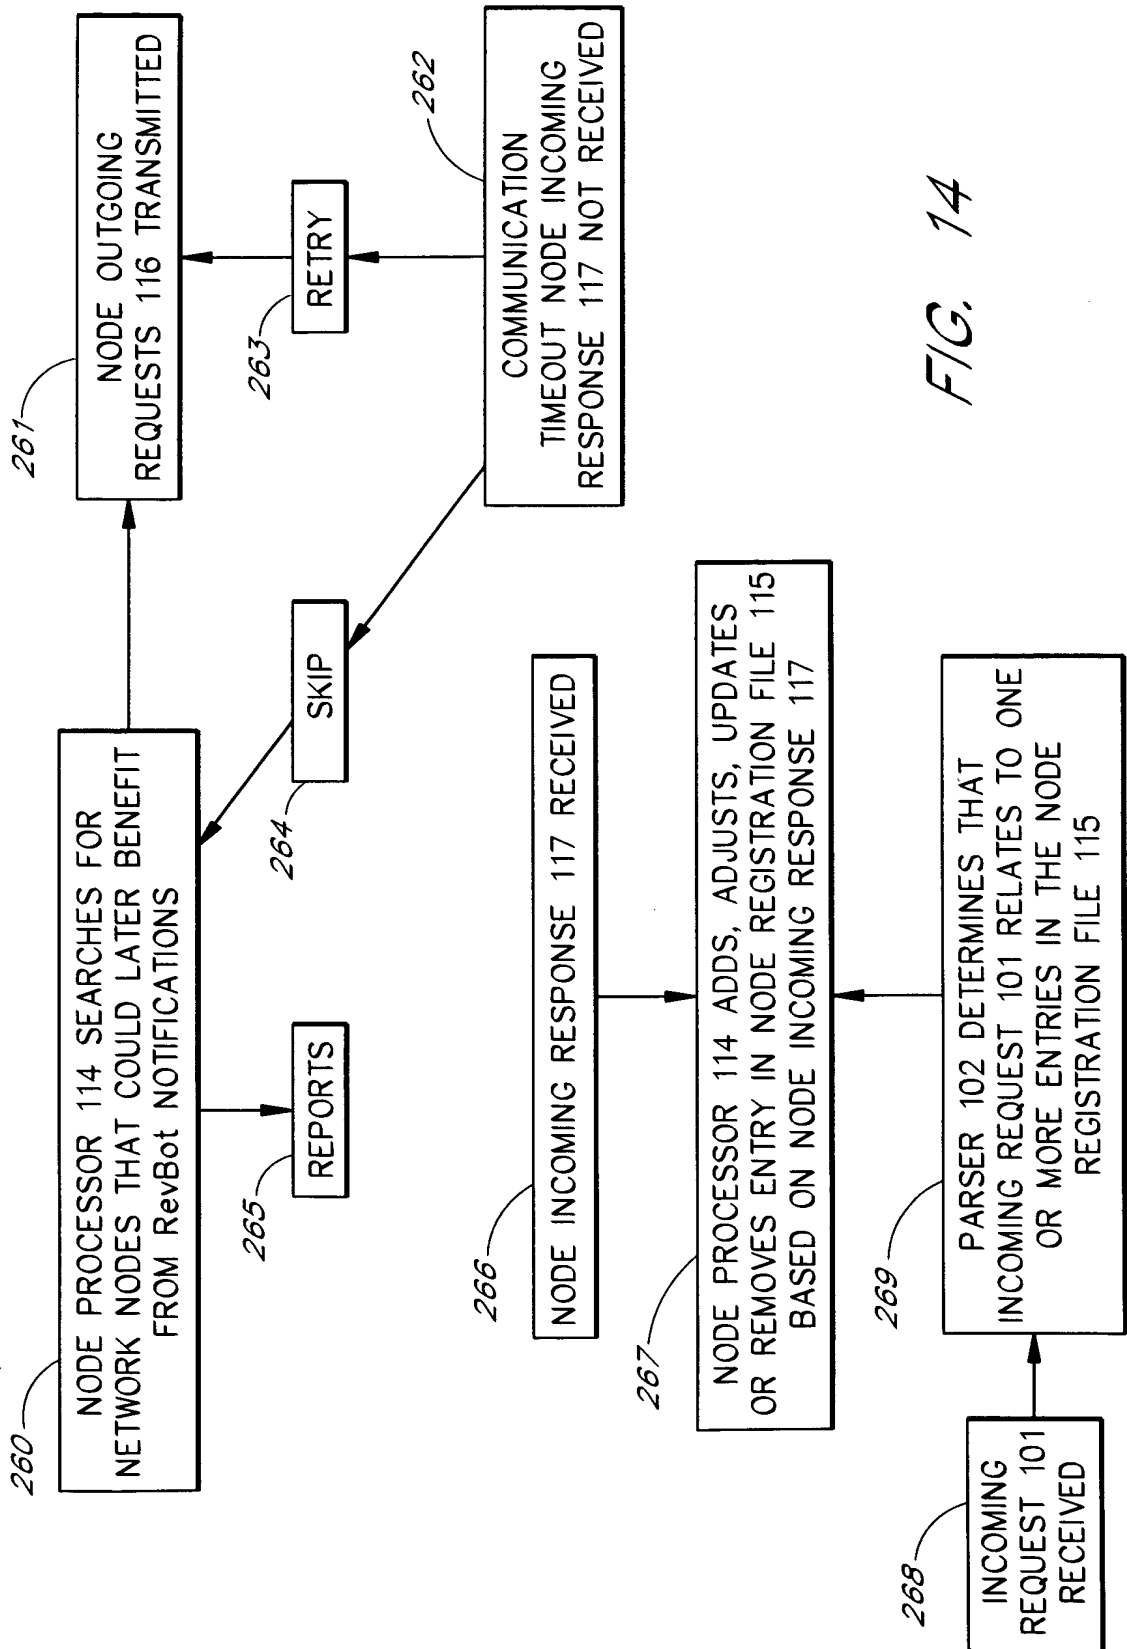 260
NODE PROCESSOR 114 SEARCHES FOR
NETWORK NODES THAT COULD LATER BENEFIT
FROM RevBot NOTIFICATIONS
261
NODE OUTGOING
REQUESTS 116 TRANSMITTED
265
REPORTS
264
SKIP
263
RETRY
262
COMMUNICATION
TIMEOUT NODE INCOMING
RESPONSE 117 NOT RECEIVED
266
NODE INCOMING RESPONSE 117 RECEIVED
267
NODE PROCESSOR 114 ADDS, ADJUSTS, UPDATES
OR REMOVES ENTRY IN NODE REGISTRATION FILE 115
BASED ON NODE INCOMING RESPONSE 117
268
INCOMING
REQUEST 101
RECEIVED
269
PARSER 102 DETERMINES THAT
INCOMING REQUEST 101 RELATES TO ONE
OR MORE ENTRIES IN THE NODE
REGISTRATION FILE 115
FIG. 14